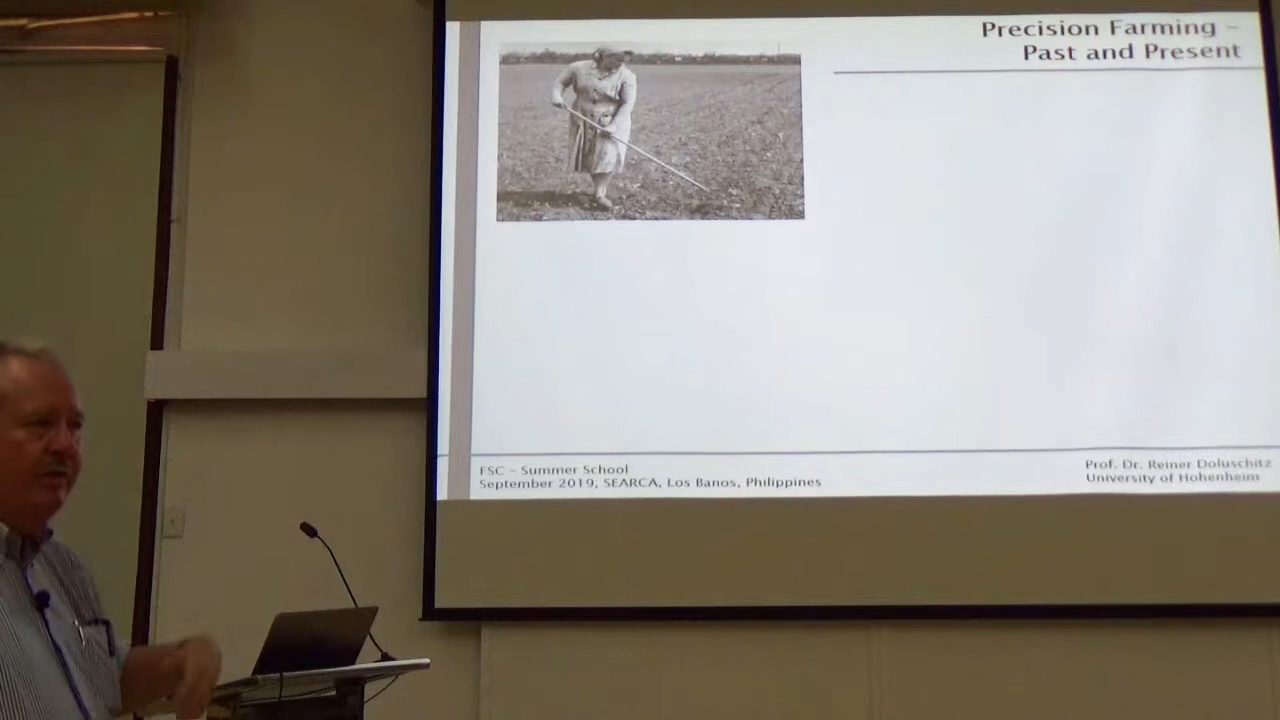 Precision Farming –
Past and Present
FSC – Summer School
September 2019, SEARCA, Los Banos, Philippines
Prof. Dr. Reiner Doluschitz
University of Hohenheim